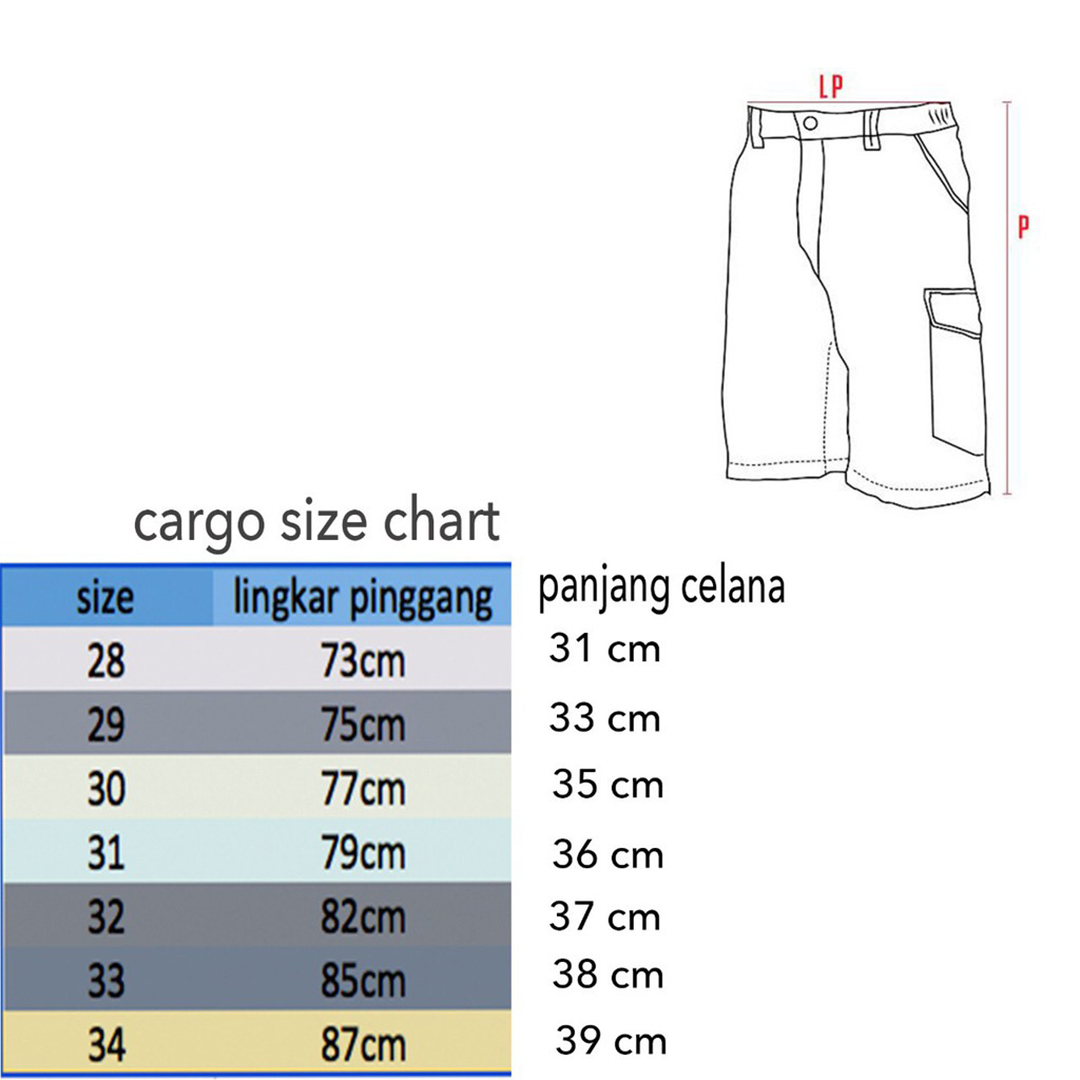 LP
P
cargo size chart
size lingkar pinggang panjang celana
28 73cm 31 cm
29 75cm 33 cm
30 77cm 35 cm
31 79cm 36 cm
32 82cm 37 cm
33 85cm 38 cm
34 87cm 39 cm